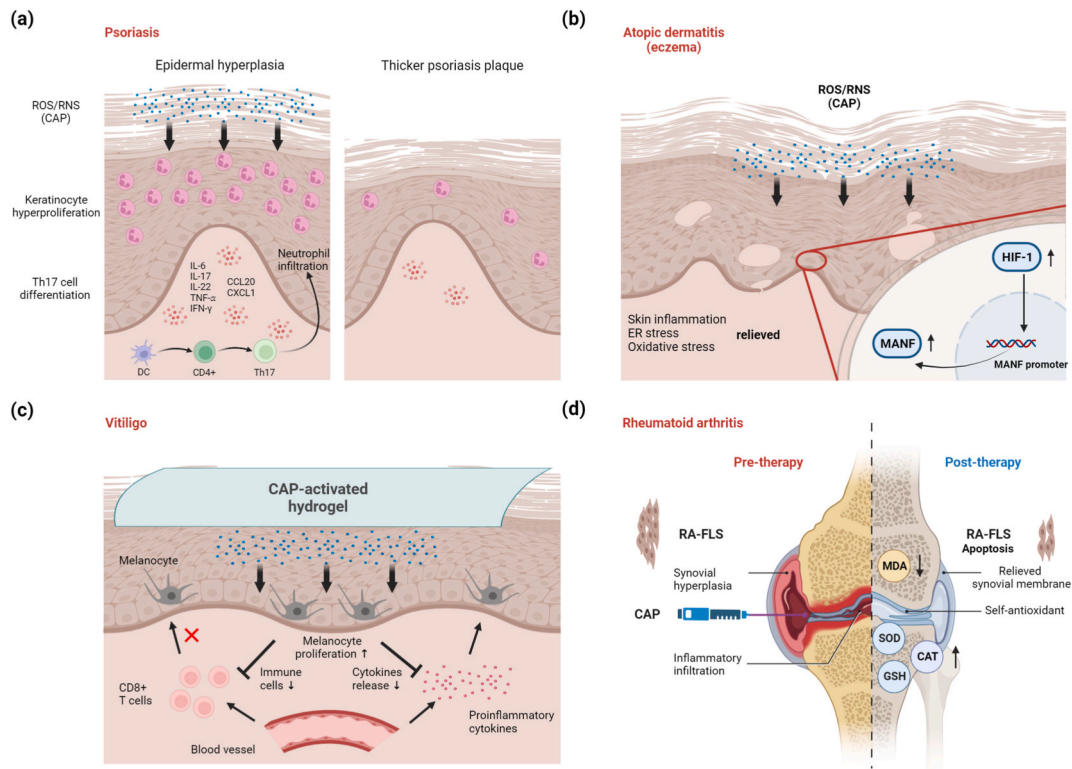 (a)
Psoriasis
Epidermal hyperplasia
Thicker psoriasis plaque
ROS/RNS
(CAP)
Keratinocyte
hyperproliferation
Th17 cell
differentiation
IL-6
IL-17
IL-22
TNF-α
IFN-γ
CCL20
CXCL1
Neutrophil
infiltration
DC
CD4+
Th17
(b)
Atopic dermatitis
(eczema)
ROS/RNS
(CAP)
Skin inflammation
ER stress
Oxidative stress
relieved
HIF-1
MANF
MANF promoter
(c)
Vitiligo
CAP-activated
hydrogel
Melanocyte
Melanocyte
proliferation ↑
Immune
cells ↓
Cytokines
release ↓
CD8+
T cells
Blood vessel
Proinflammatory
cytokines
(d)
Rheumatoid arthritis
Pre-therapy
Post-therapy
RA-FLS
RA-FLS
Apoptosis
Synovial
hyperplasia
MDA
Relieved
synovial membrane
CAP
Self-antioxidant
Inflammatory
infiltration
SOD
CAT
GSH